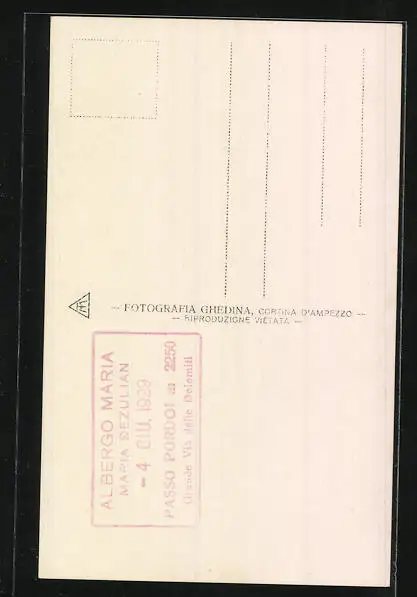 — FOTOGRAFIA GHEDINA, CORONA D'AMPEZZO —
— RIPRODUZIONE VIETATA —
ALBERGO MARIA
MARIA DEZULIAN
– 4 GIU. 1929
PASSO PORDOI m 2250
Grande Via delle Dolomiti